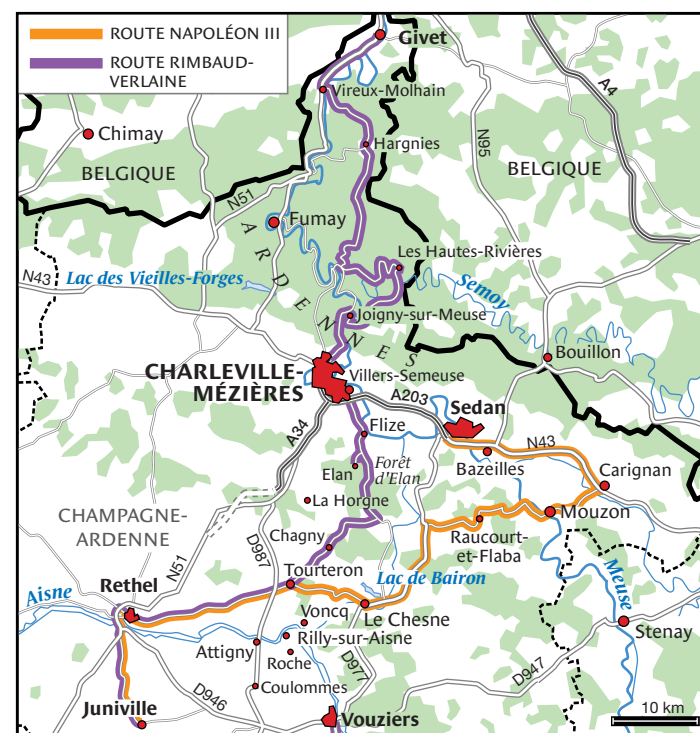 ROUTE NAPOLÉON III
ROUTE RIMBAUD-
VERLAINE
Givet
A4
Vireux-Molhain
Chimay
Hargnies
N95
BELGIQUE
BELGIQUE
N51
Fumay
ARDENNES
Les Hautes-Rivières
N43
Lac des Vieilles-Forges
Semoy
Joigny-sur-Meuse
Bouillon
CHARLEVILLE-
MÉZIÈRES
Villers-Semeuse
A203
Sedan
A34
Flize
N43
Bazeilles
Carignan
Elan
Forêt
d'Elan
La Horgne
Mouzon
CHAMPAGNE-
ARDENNE
D987
Chagny
Raucourt-
et-Flaba
N51
Tourteron
Lac de Bairon
Meuse
Aisne
Rethel
Voncq
Le Chesne
Rilly-sur-Aisne
Stenay
Attigny
Roche
D977
D947
Coulommes
D946
Juniville
Vouziers
10 km